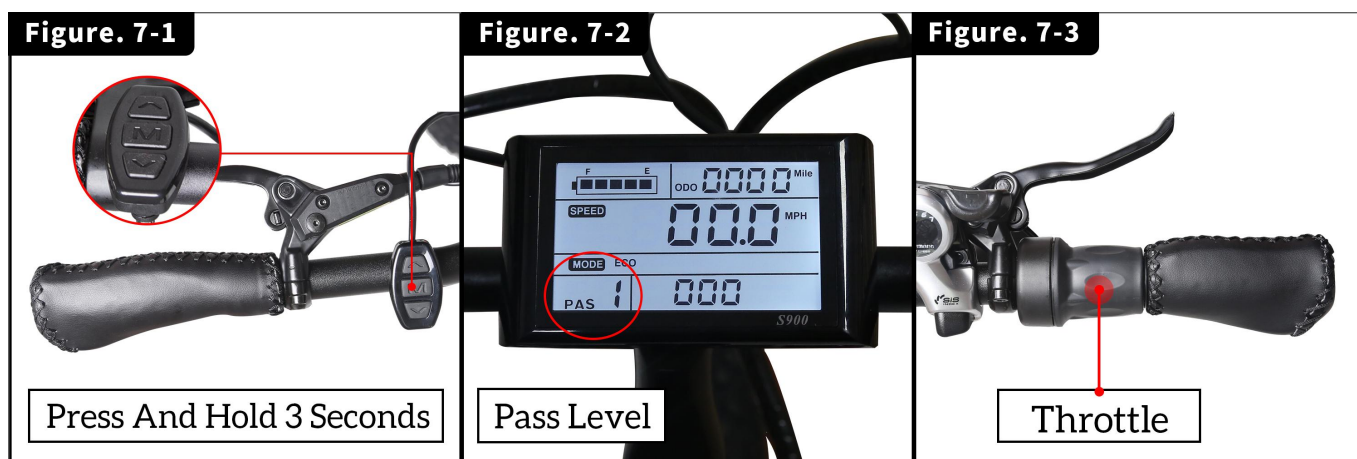 Figure. 7-1
M
M
Press And Hold 3 Seconds
Figure. 7-2
F E
ODO 0000 Mile
SPEED 00.0 MPH
MODE ECO
PAS 1 000
S900
Pass Level
Figure. 7-3
SiS
Throttle